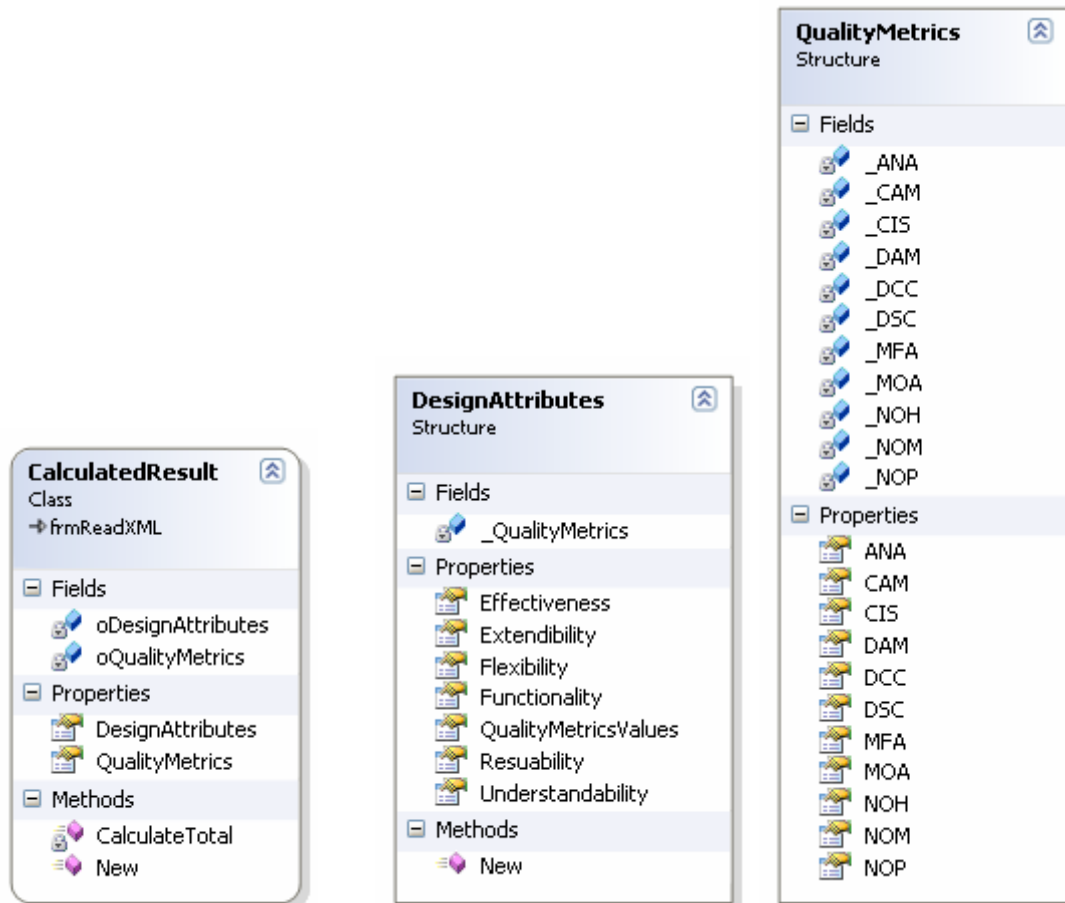 CalculatedResult
Class
frmReadXML
Fields
oDesignAttributes
oQualityMetrics
Properties
DesignAttributes
QualityMetrics
Methods
CalculateTotal
New
DesignAttributes
Structure
Fields
_QualityMetrics
Properties
Effectiveness
Extendibility
Flexibility
Functionality
QualityMetricsValues
Resuability
Understandability
Methods
New
QualityMetrics
Structure
Fields
_ANA
_CAM
_CIS
_DAM
_DCC
_DSC
_MFA
_MOA
_NOH
_NOM
_NOP
Properties
ANA
CAM
CIS
DAM
DCC
DSC
MFA
MOA
NOH
NOM
NOP